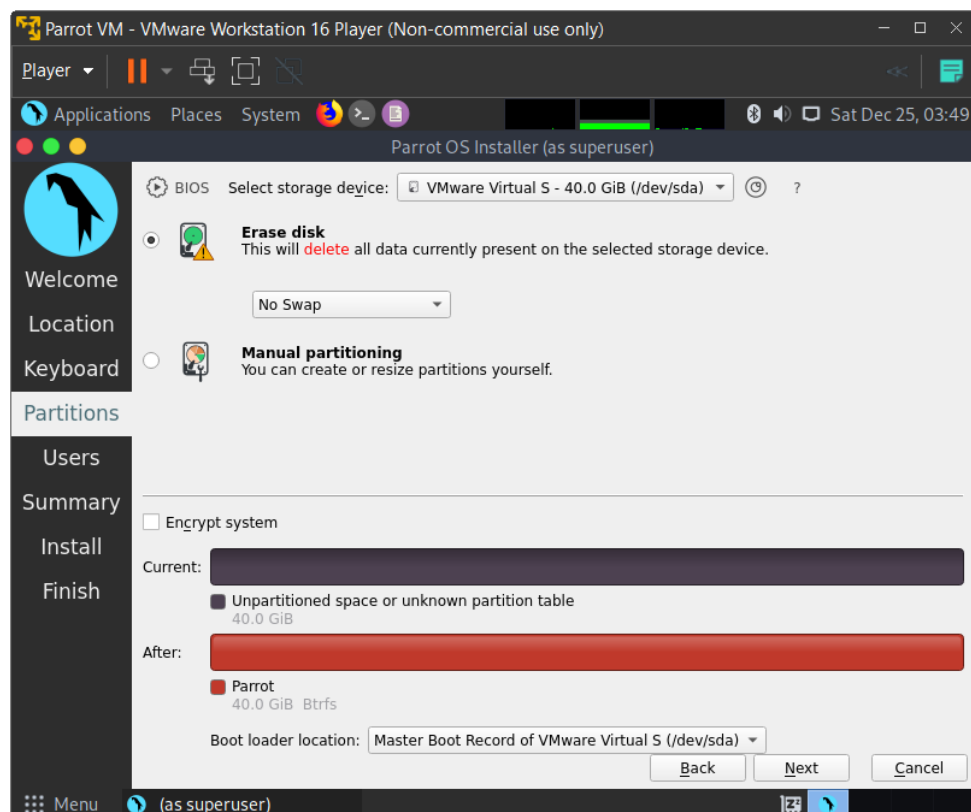 Parrot VM - VMware Workstation 16 Player (Non-commercial use only)
Player
Applications Places System Sat Dec 25, 03:49
Parrot OS Installer (as superuser)
BIOS Select storage device: VMware Virtual S - 40.0 GiB (/dev/sda) ?
Erase disk
This will delete all data currently present on the selected storage device.
Welcome
No Swap
Location
Manual partitioning
Keyboard
You can create or resize partitions yourself.
Partitions
Users
Summary
Encrypt system
Install
Current:
Finish
Unpartitioned space or unknown partition table
40.0 GiB
After:
Parrot
40.0 GiB Btrfs
Boot loader location: Master Boot Record of VMware Virtual S (/dev/sda)
Back Next Cancel
Menu (as superuser)